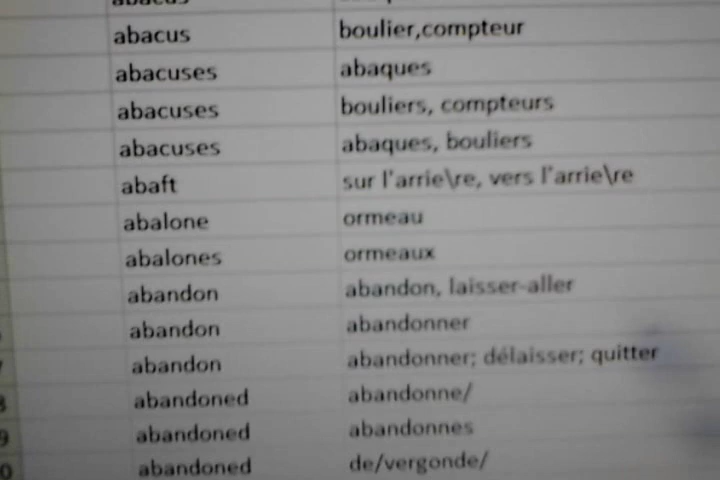 abacus boulier,compteur
abacuses abaques
abacuses bouliers, compteurs
abacuses abaques, bouliers
abaft sur l'arrie\re, vers l'arrie\re
abalone ormeau
abalones ormeaux
abandon abandon, laisser-aller
abandon abandonner
abandon abandonner; délaisser; quitter
abandoned abandonne/
abandoned abandonnes
abandoned de/vergonde/